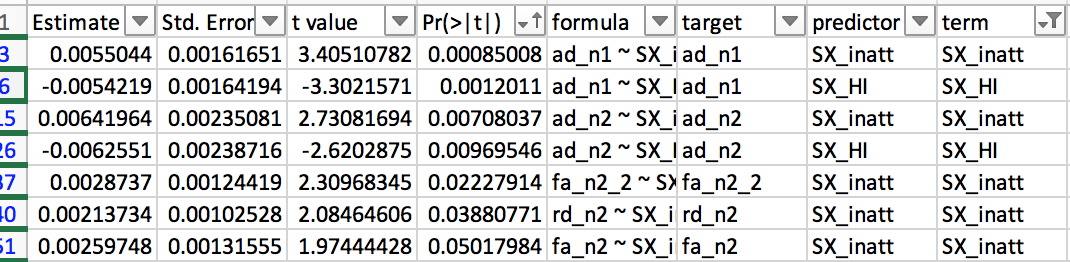 1 Estimate Std. Error t value Pr(>|t|) formula target predictor term
3 0.0055044 0.00161651 3.40510782 0.00085008 ad_n1 ~ SX_i ad_n1 SX_inatt SX_inatt
6 -0.0054219 0.00164194 -3.3021571 0.0012011 ad_n1 ~ SX_I ad_n1 SX_HI SX_HI
15 0.00641964 0.00235081 2.73081694 0.00708037 ad_n2 ~ SX_i ad_n2 SX_inatt SX_inatt
26 -0.0062551 0.00238716 -2.6202875 0.00969546 ad_n2 ~ SX_I ad_n2 SX_HI SX_HI
37 0.0028737 0.00124419 2.30968345 0.02227914 fa_n2_2 ~ SX fa_n2_2 SX_inatt SX_inatt
40 0.00213734 0.00102528 2.08464606 0.03880771 rd_n2 ~ SX_i rd_n2 SX_inatt SX_inatt
51 0.00259748 0.00131555 1.97444428 0.05017984 fa_n2 ~ SX_i fa_n2 SX_inatt SX_inatt